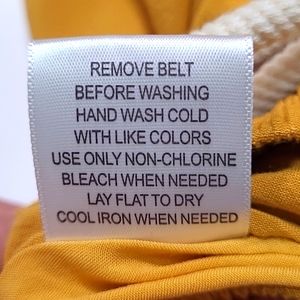 REMOVE BELT
BEFORE WASHING
HAND WASH COLD
WITH LIKE COLORS
USE ONLY NON-CHLORINE
BLEACH WHEN NEEDED
LAY FLAT TO DRY
COOL IRON WHEN NEEDED